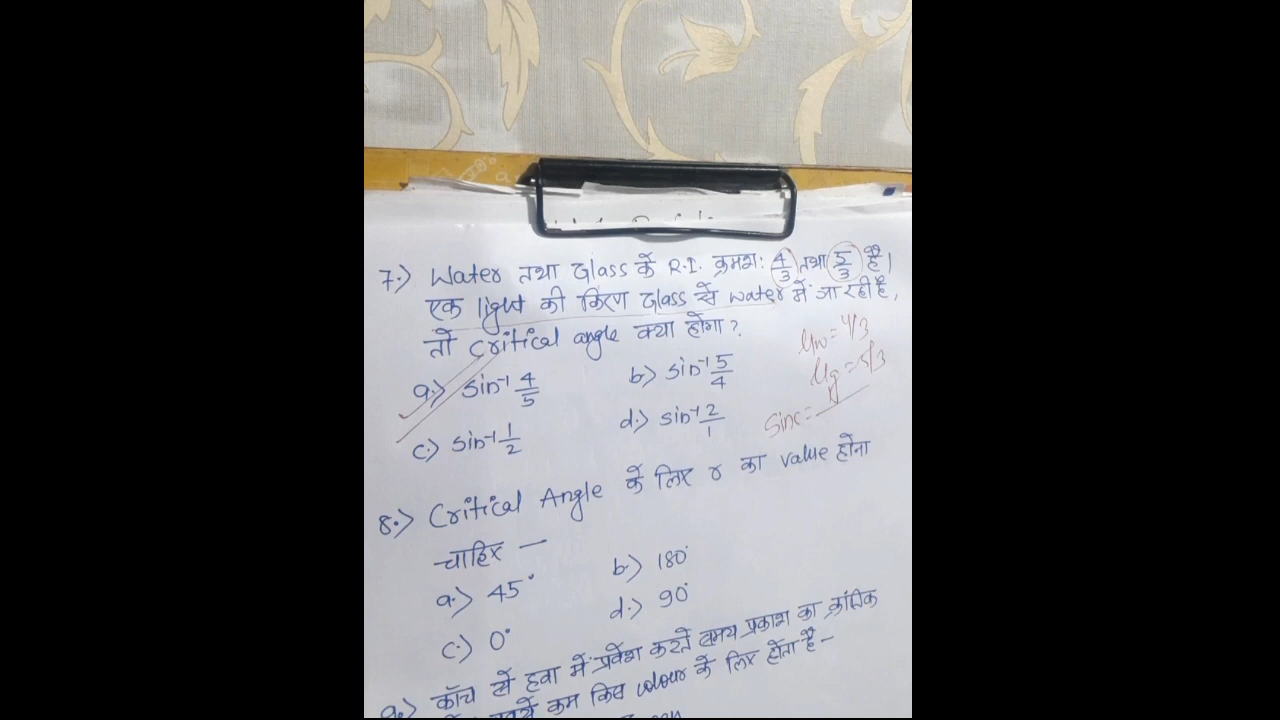 7.) Water तथा Glass के R.I. क्रमशः 4/3 तथा 5/3 है।
एक light की किरण Glass से water में जा रही है,
तो critical angle क्या होगा?
a.) sin⁻¹ 4/5 b.) sin⁻¹ 5/4
c.) sin⁻¹ 1/2 d.) sin⁻¹ 2/1
μw = 4/3
μg = 5/3
sinc =
8.) Critical Angle के लिए r का value होना
चाहिए —
a.) 45° b.) 180°
c.) 0° d.) 90°
9.) काँच से हवा में प्रवेश करते समय प्रकाश का क्रांतिक
कम किस colour के लिए होता है -